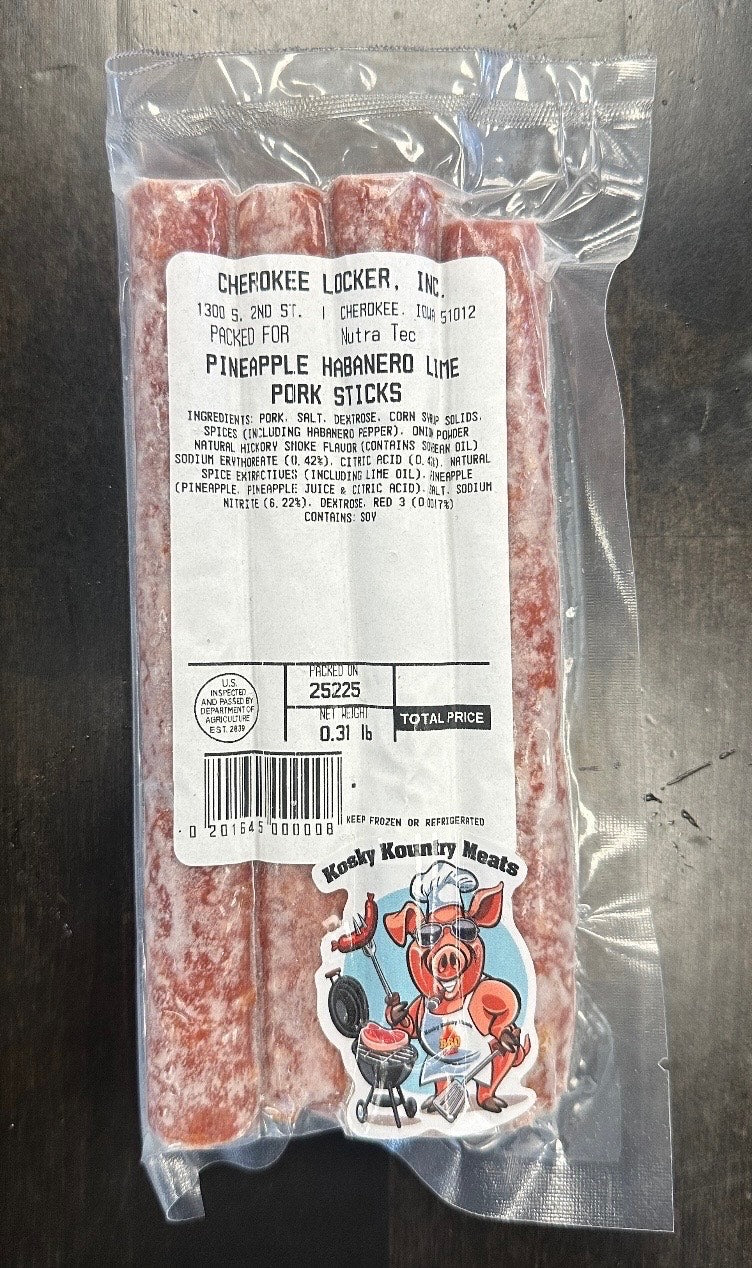 CHEROKEE LOCKER, INC.
1300 S. 2ND ST. | CHEROKEE, IOWA 51012
PACKED FOR Nutra Tec
PINEAPPLE HABANERO LIME
PORK STICKS
INGREDIENTS: PORK, SALT, DEXTROSE, CORN SYRUP SOLIDS,
SPICES (INCLUDING HABANERO PEPPER), ONION POWDER
NATURAL HICKORY SMOKE FLAVOR (CONTAINS SOYBEAN OIL)
SODIUM ERYTHORBATE (0.42%), CITRIC ACID, NATURAL
SPICE EXTRACTIVES (INCLUDING LIME OIL), PINEAPPLE
(PINEAPPLE, PINEAPPLE JUICE & CITRIC ACID), SALT, SODIUM
NITRITE (6.22%), DEXTROSE, RED 3 (0.0017%)
CONTAINS: SOY
U.S.
INSPECTED
AND PASSED BY
DEPARTMENT OF
AGRICULTURE
EST. 2839
PACKED ON
25225
NET WEIGHT
0.31 lb
TOTAL PRICE
0 201645 000008
KEEP FROZEN OR REFRIGERATED
Kosky Kountry Meats
BBQ